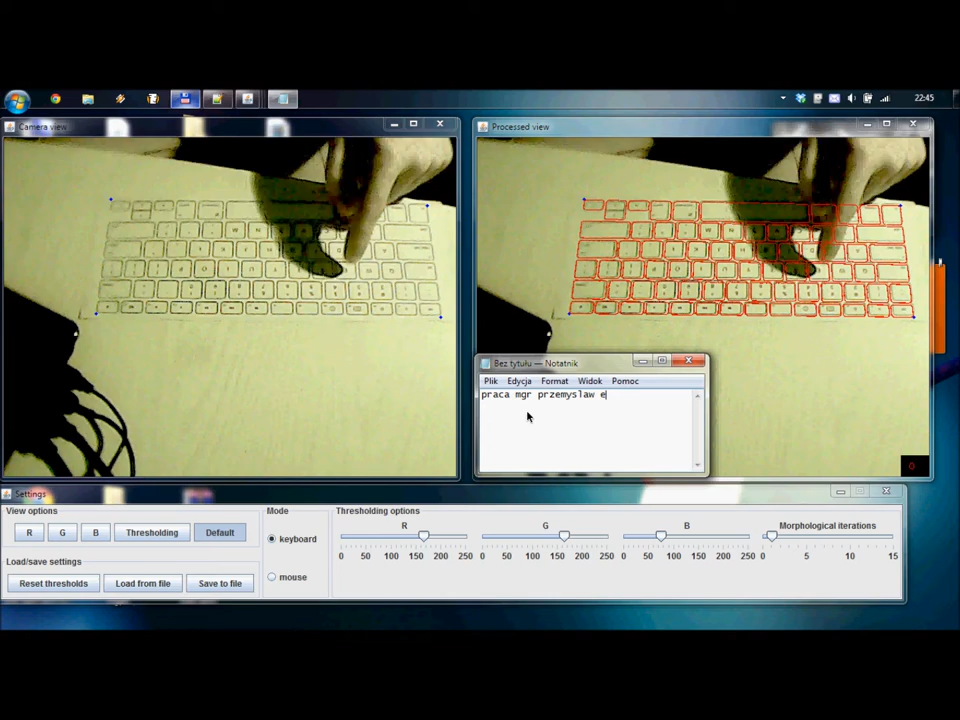 22:45
Camera view
Processed view
Bez tytułu — Notatnik
Plik Edycja Format Widok Pomoc
praca mgr przemyslaw e
0
Settings
View options
R G B Thresholding Default
Load/save settings
Reset thresholds Load from file Save to file
Mode
keyboard
mouse
Thresholding options
R G B Morphological iterations
0 50 100 150 200 250 0 50 100 150 200 250 0 50 100 150 200 250 0 5 10 15